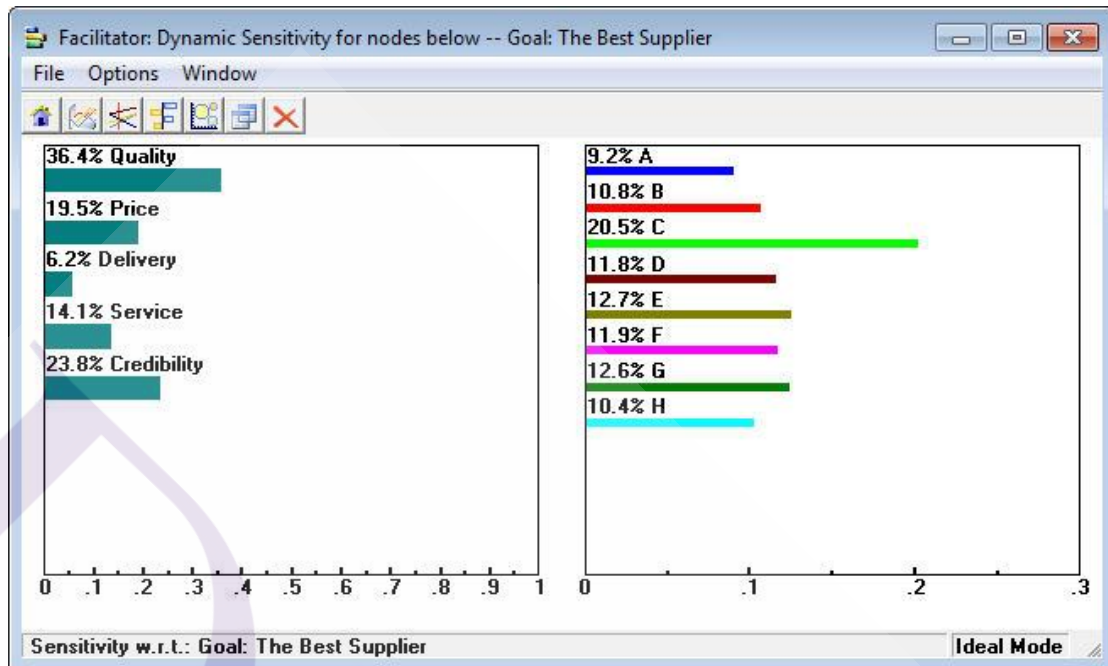 Facilitator: Dynamic Sensitivity for nodes below -- Goal: The Best Supplier
File Options Window
36.4% Quality
19.5% Price
6.2% Delivery
14.1% Service
23.8% Credibility
0 .1 .2 .3 .4 .5 .6 .7 .8 .9 1
9.2% A
10.8% B
20.5% C
11.8% D
12.7% E
11.9% F
12.6% G
10.4% H
0 .1 .2 .3
Sensitivity w.r.t.: Goal: The Best Supplier
Ideal Mode